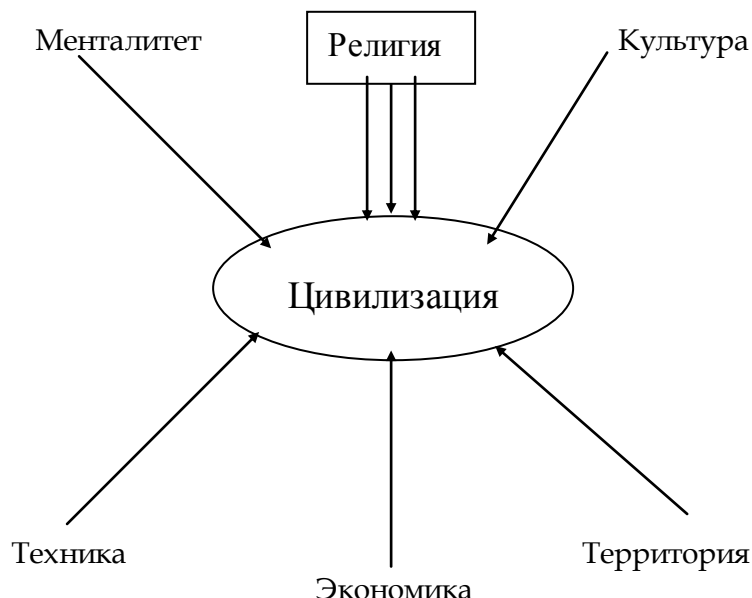 Менталитет
Религия
Культура
Цивилизация
Техника
Территория
Экономика